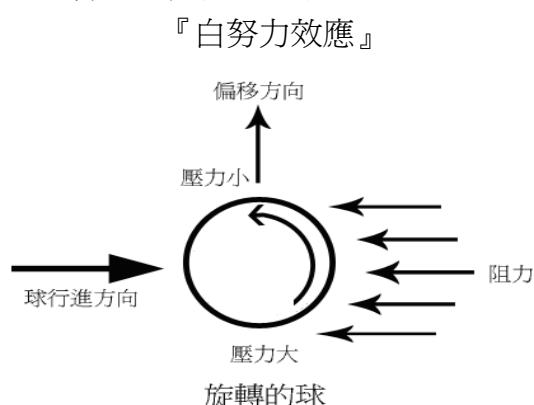 『白努力效應』
偏移方向
壓力小
阻力
球行進方向
壓力大
旋轉的球